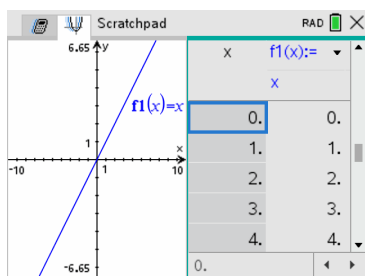 Scratchpad
RAD
6.65
y
f1(x)=x
1
x
-10
1
10
-6.65
x
f1(x):=
x
0.
0.
1.
1.
2.
2.
3.
3.
4.
4.
0.